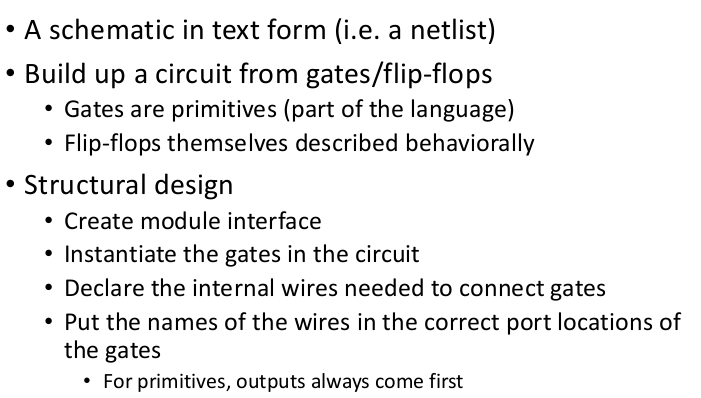 • A schematic in text form (i.e. a netlist)
• Build up a circuit from gates/flip-flops
• Gates are primitives (part of the language)
• Flip-flops themselves described behaviorally
• Structural design
• Create module interface
• Instantiate the gates in the circuit
• Declare the internal wires needed to connect gates
• Put the names of the wires in the correct port locations of
the gates
• For primitives, outputs always come first